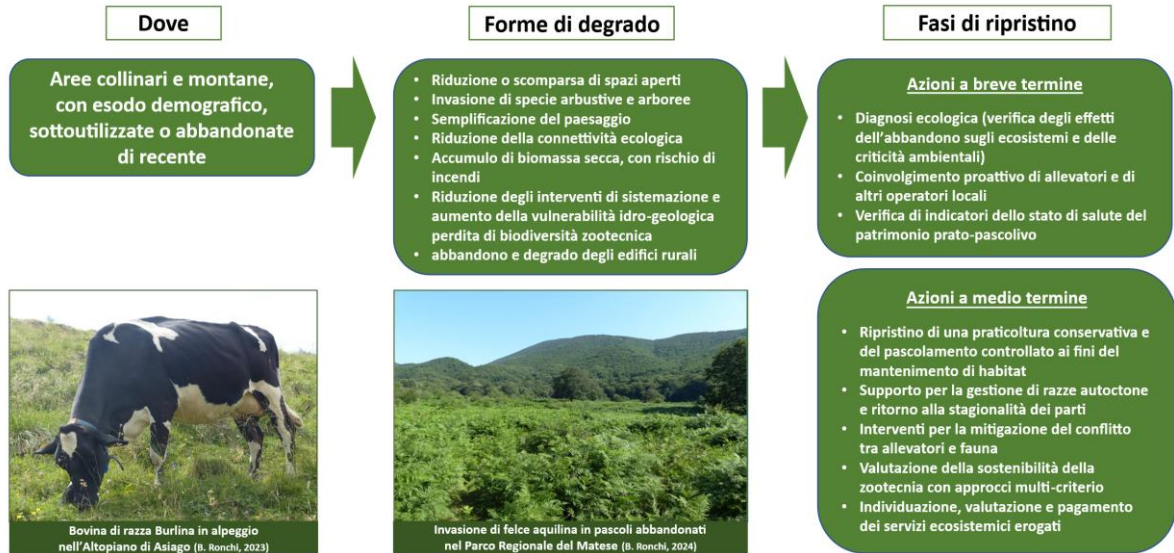 Dove
Aree collinari e montane,
con esodo demografico,
sottoutilizzate o abbandonate
di recente
Bovina di razza Burlina in alpeggio
nell'Altopiano di Asiago (B. Ronchi, 2023)
Forme di degrado
• Riduzione o scomparsa di spazi aperti
• Invasione di specie arbustive e arboree
• Semplificazione del paesaggio
• Riduzione della connettività ecologica
• Accumulo di biomassa secca, con rischio di
incendi
• Riduzione degli interventi di sistemazione e
aumento della vulnerabilità idro-geologica
perdita di biodiversità zootecnica
• abbandono e degrado degli edifici rurali
Invasione di felce aquilina in pascoli abbandonati
nel Parco Regionale del Matese (B. Ronchi, 2024)
Fasi di ripristino
Azioni a breve termine
• Diagnosi ecologica (verifica degli effetti
dell'abbandono sugli ecosistemi e delle
criticità ambientali)
• Coinvolgimento proattivo di allevatori e di
altri operatori locali
• Verifica di indicatori dello stato di salute del
patrimonio prato-pascolivo
Azioni a medio termine
• Ripristino di una praticoltura conservativa e
del pascolamento controllato ai fini del
mantenimento di habitat
• Supporto per la gestione di razze autoctone
e ritorno alla stagionalità dei parti
• Interventi per la mitigazione del conflitto
tra allevatori e fauna
• Valutazione della sostenibilità della
zootecnia con approcci multi-criterio
• Individuazione, valutazione e pagamento
dei servizi ecosistemici erogati